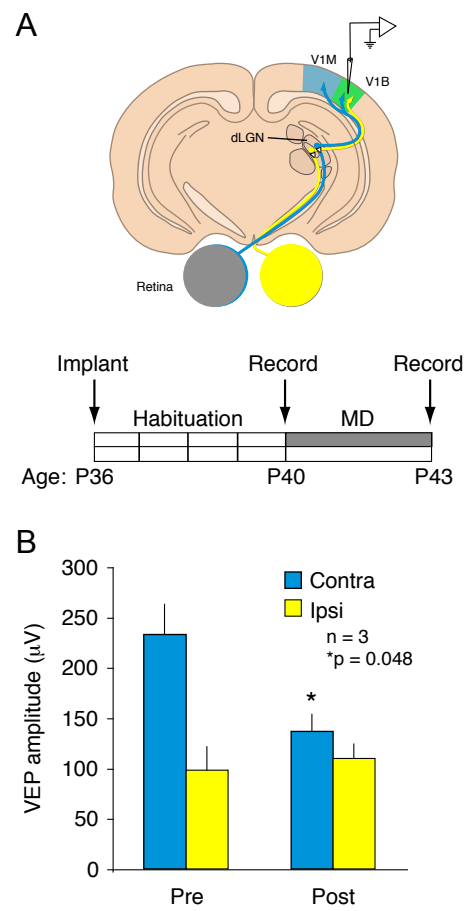 A
V1M
V1B
dLGN
Retina
Implant Record Record
Habituation MD
Age: P36 P40 P43
B
300
250
200
150
100
50
0
VEP amplitude (μV)
Contra
Ipsi
n = 3
*p = 0.048
*
Pre Post